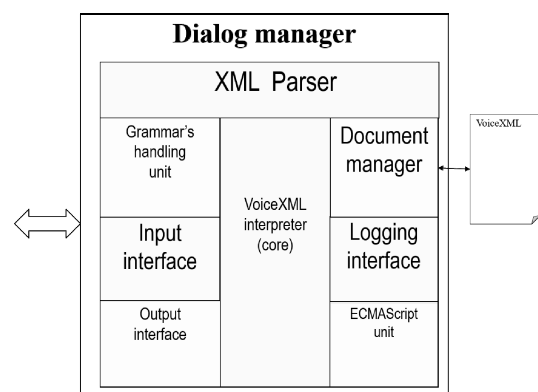 Dialog manager
XML Parser
Grammar's
handling
unit
Input
interface
Output
interface
VoiceXML
interpreter
(core)
Document
manager
Logging
interface
ECMAScript
unit
VoiceXML